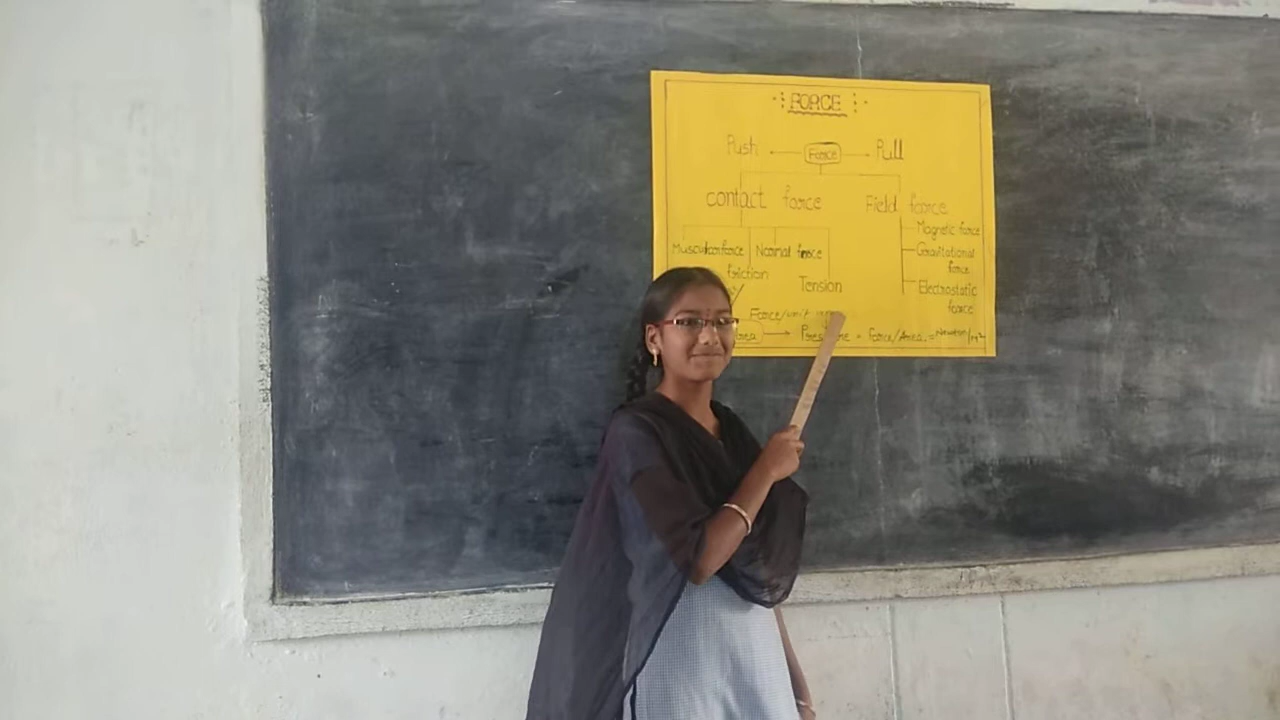 FORCE
Push Force Pull
contact force Field force
Muscular force Normal force Magnetic force
friction Gravitational force
Tension Electrostatic force
Force/unit
Area Pressure = Force/Area = Newton/M²